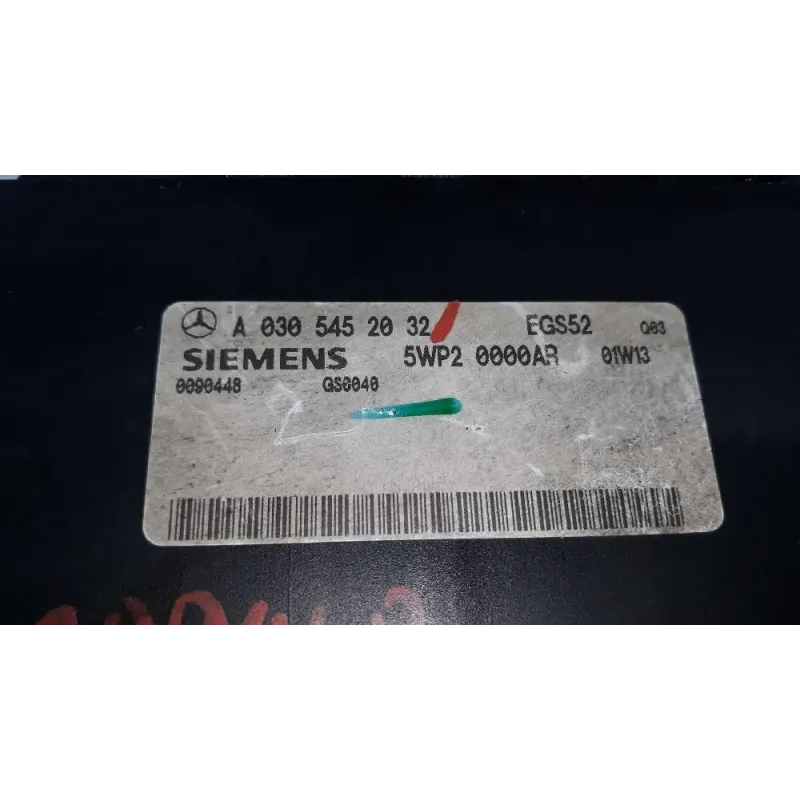 A 030 545 20 32 EGS52 Q03
SIEMENS 5WP2 0000AR 01W13
0090448 GS0040